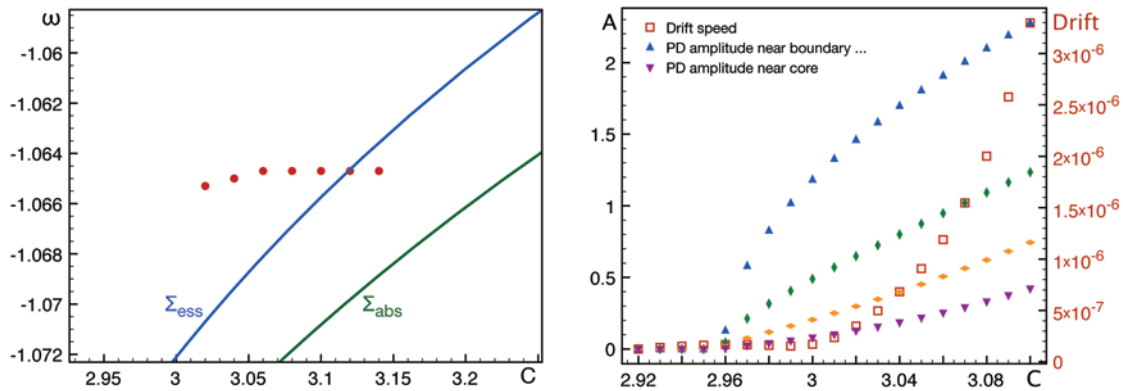 ω
-1.06
-1.062
-1.064
-1.066
-1.068
-1.07
-1.072
Σess
Σabs
2.95 3 3.05 3.1 3.15 3.2 C
A
Drift
Drift speed
PD amplitude near boundary ...
PD amplitude near core
2
1.5
1
0.5
0
3×10-6
2.5×10-6
2×10-6
1.5×10-6
1×10-6
5×10-7
0
2.92 2.96 3 3.04 3.08 C